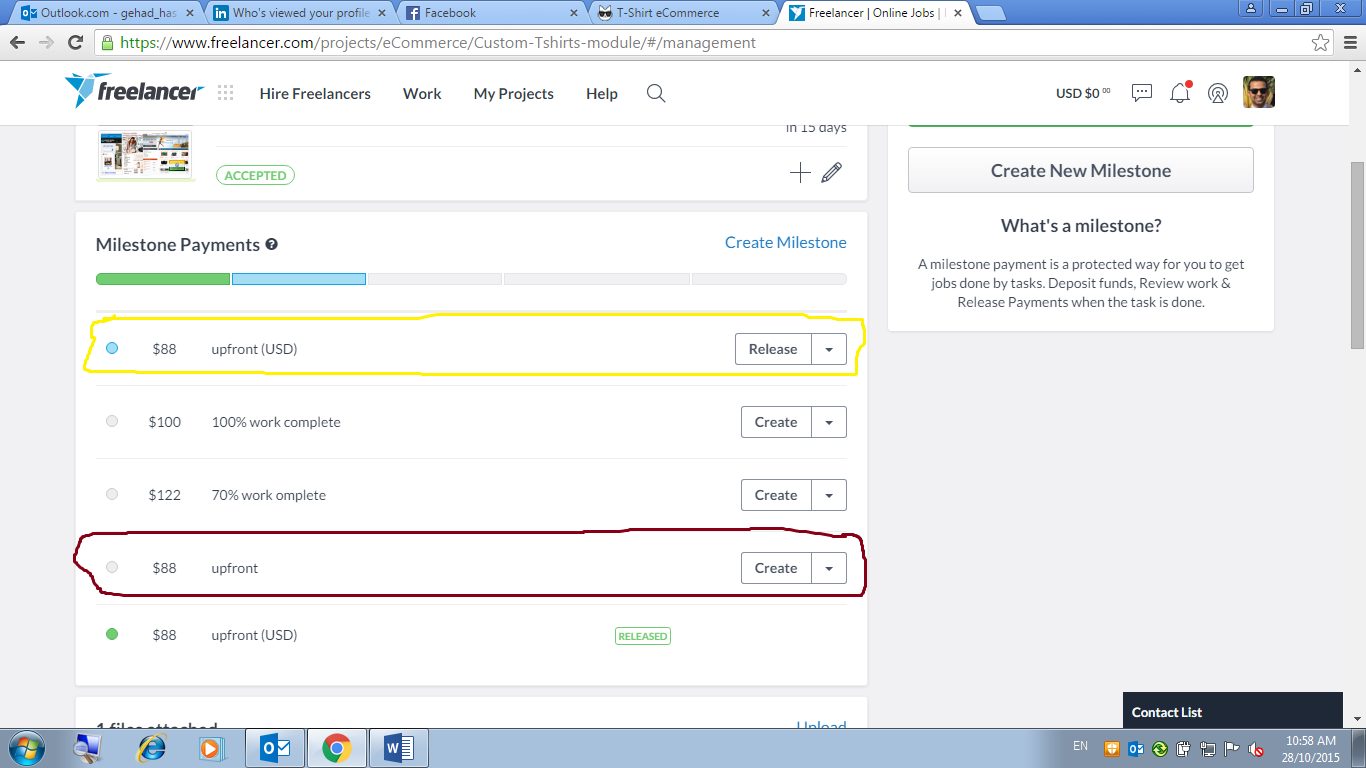 Outlook.com - gehad_has
Who's viewed your profile
Facebook
T-Shirt eCommerce
Freelancer | Online Jobs |
https://www.freelancer.com/projects/eCommerce/Custom-Tshirts-module/#/management
freelancer
Hire Freelancers
Work
My Projects
Help
USD $0 00
in 15 days
ACCEPTED
Create New Milestone
What's a milestone?
A milestone payment is a protected way for you to get
jobs done by tasks. Deposit funds, Review work &
Release Payments when the task is done.
Milestone Payments
Create Milestone
$88 upfront (USD) Release
$100 100% work complete Create
$122 70% work omplete Create
$88 upfront Create
$88 upfront (USD) RELEASED
1 files attached
Upload
Contact List
EN
10:58 AM
28/10/2015